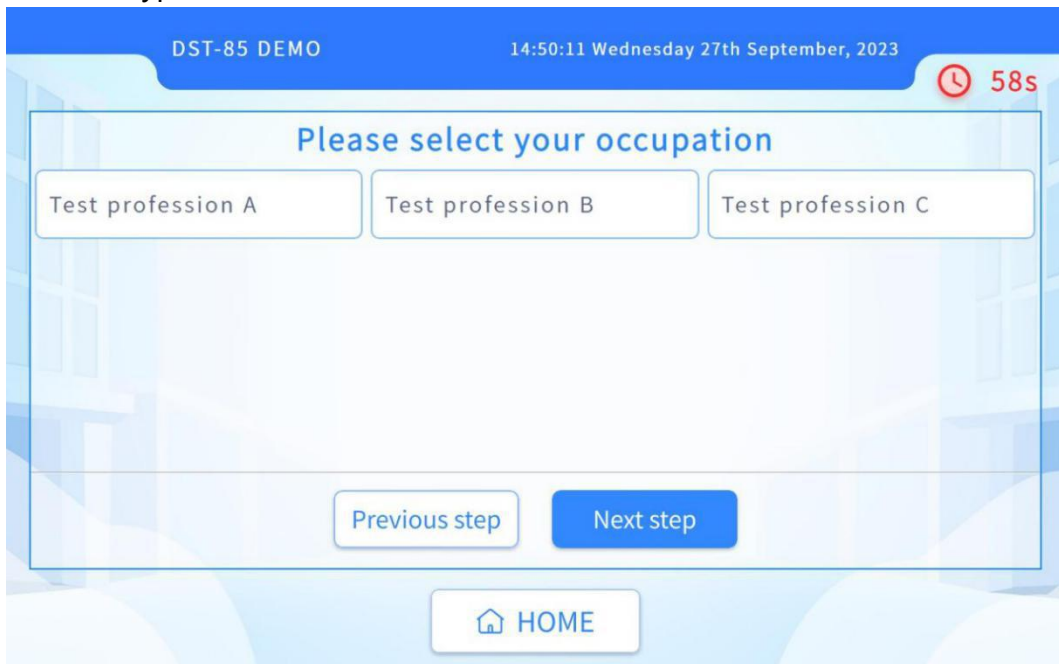 DST-85 DEMO
14:50:11 Wednesday 27th September, 2023
58s
Please select your occupation
Test profession A
Test profession B
Test profession C
Previous step
Next step
HOME